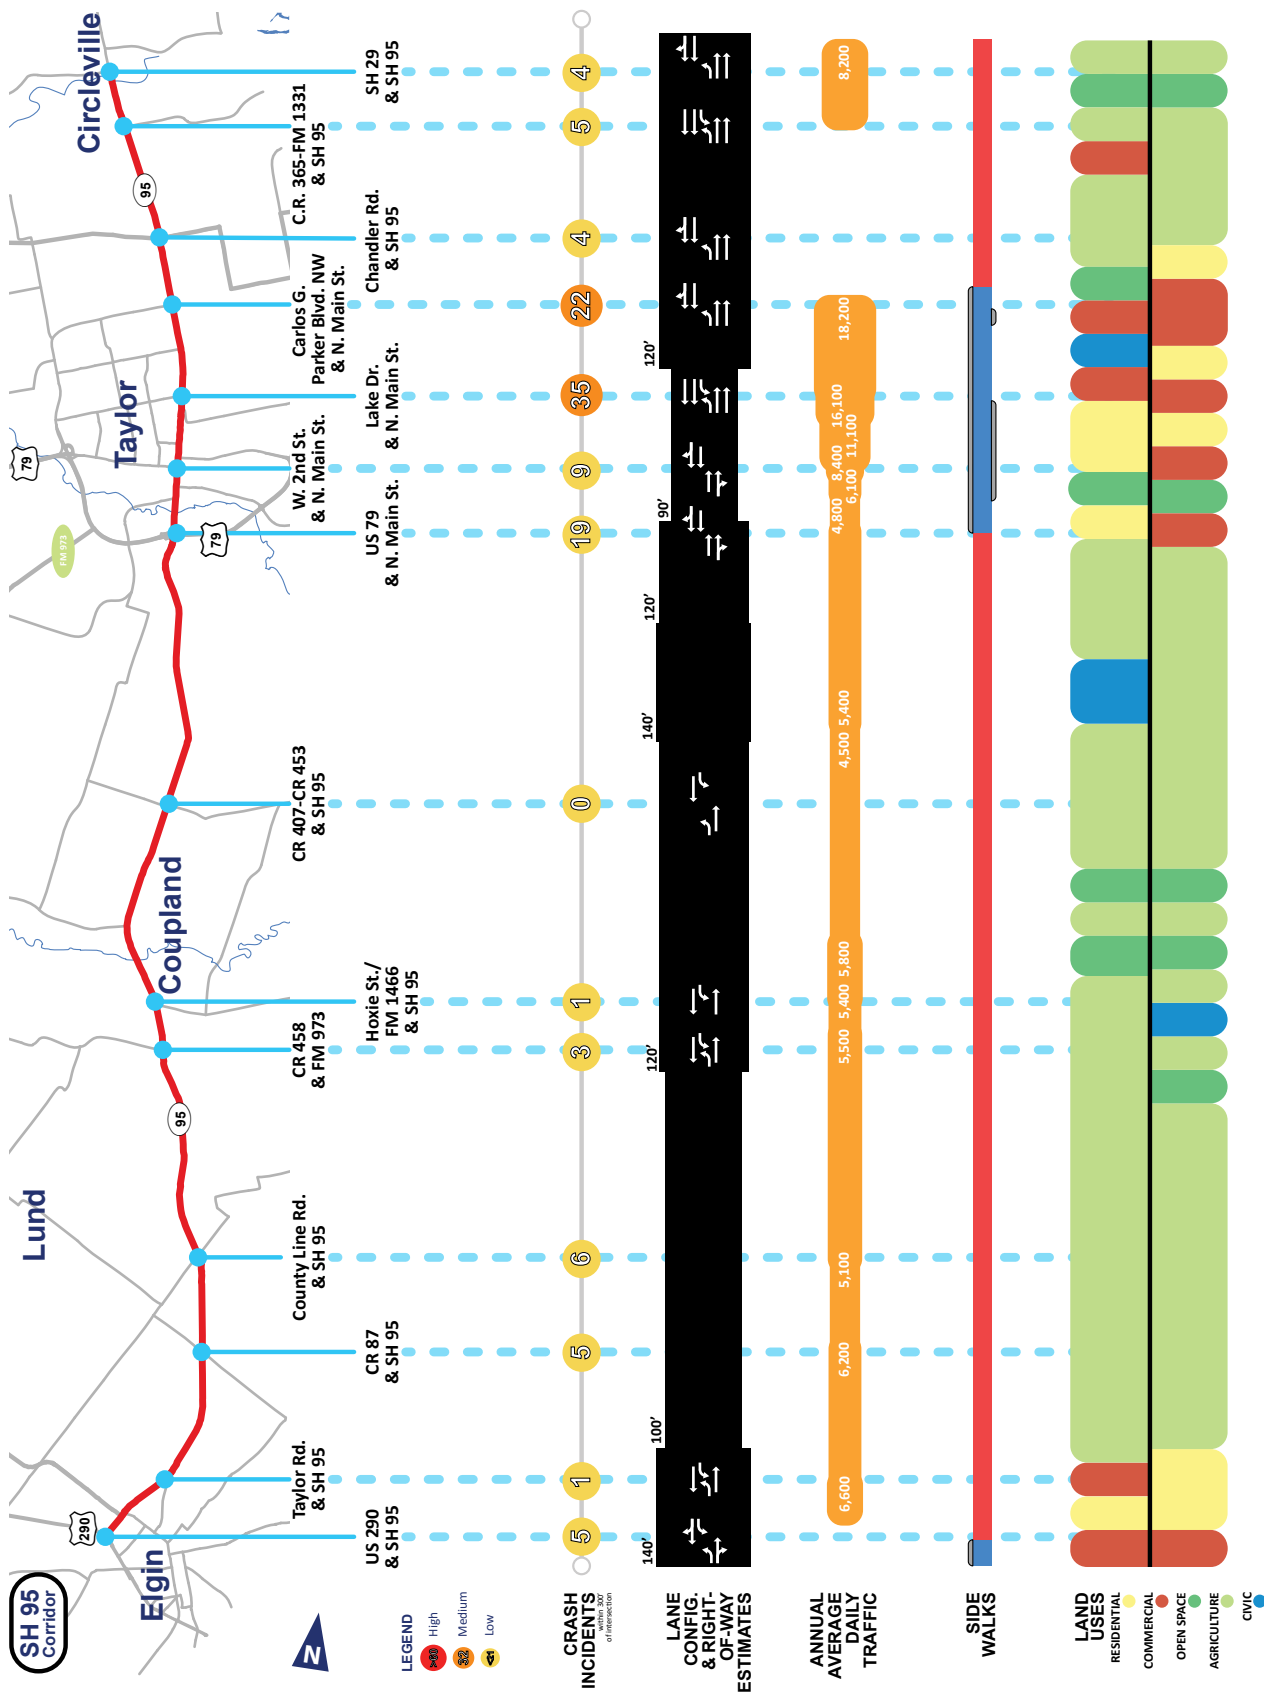 SH 95
Corridor
Elgin
Lund
Coupland
Taylor
Circleville
290
95
FM 973
79
79
95
N
US 290
& SH 95
Taylor Rd.
& SH 95
CR 87
& SH 95
County Line Rd.
& SH 95
CR 458
& FM 973
Hoxie St./
FM 1466
& SH 95
CR 407-CR 453
& SH 95
US 79
& N. Main St.
W. 2nd St.
& N. Main St.
Lake Dr.
& N. Main St.
Carlos G.
Parker Blvd. NW
& N. Main St.
Chandler Rd.
& SH 95
C.R. 365-FM 1331
& SH 95
SH 29
& SH 95
LEGEND
High
Medium
32
Low
CRASH
INCIDENTS
within 300'
of intersection
5
1
5
6
3
1
0
19
9
35
22
4
5
4
LANE
CONFIG.
& RIGHT-
OF-WAY
ESTIMATES
140'
100'
120'
140'
120'
90'
120'
ANNUAL
AVERAGE
DAILY
TRAFFIC
6,600
6,200
5,100
5,500
5,400
5,800
4,500
5,400
4,800
6,100
8,400
11,100
16,100
18,200
8,200
SIDE
WALKS
LAND
USES
RESIDENTIAL
COMMERCIAL
OPEN SPACE
AGRICULTURE
CIVIC